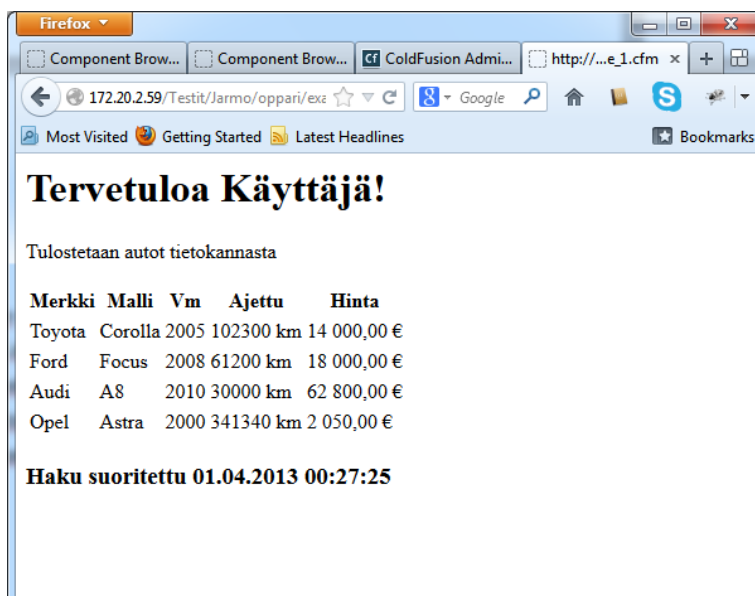 Firefox
Component Brow... Component Brow... Cf ColdFusion Admi... http://...e_1.cfm
172.20.2.59/Testit/Jarmo/oppari/exa 8 Google S
Most Visited Getting Started Latest Headlines Bookmarks
Tervetuloa Käyttäjä!
Tulostetaan autot tietokannasta
Merkki Malli Vm Ajettu Hinta
Toyota Corolla 2005 102300 km 14 000,00 €
Ford Focus 2008 61200 km 18 000,00 €
Audi A8 2010 30000 km 62 800,00 €
Opel Astra 2000 341340 km 2 050,00 €
Haku suoritettu 01.04.2013 00:27:25